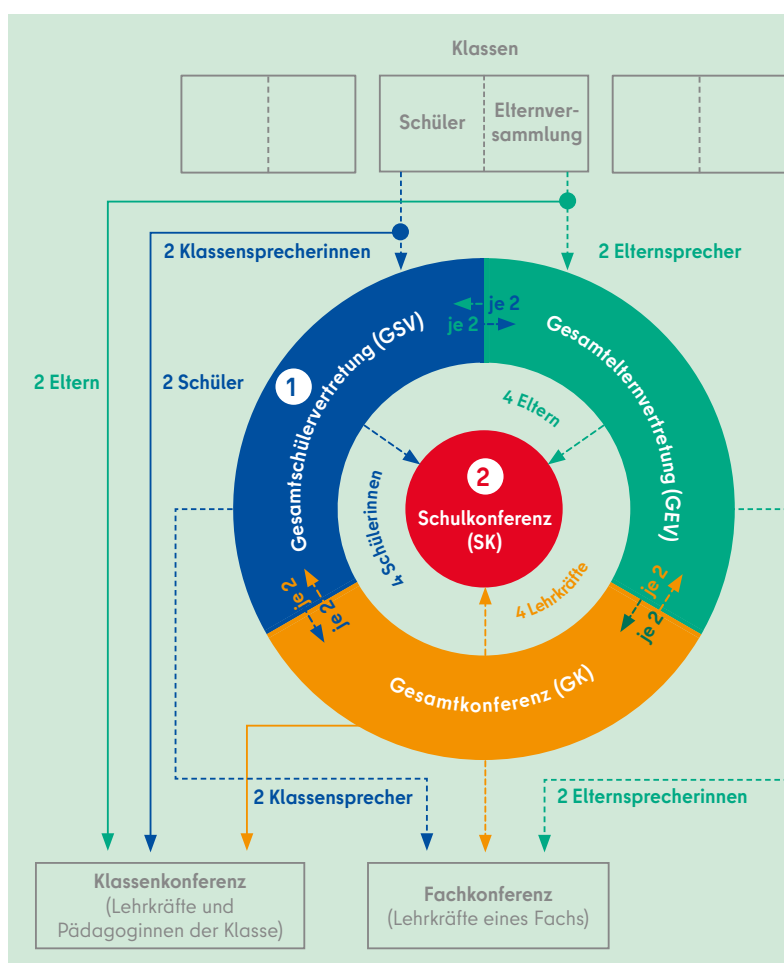 Klassen
Schüler
Elternver-
sammlung
2 Klassensprecherinnen
2 Elternsprecher
je 2
je 2
2 Eltern
2 Schüler
1
Gesamtschülervertretung (GSV)
Gesamtelternvertretung (GEV)
4 Eltern
2
Schulkonferenz
(SK)
4 Schülerinnen
4 Lehrkräfte
je 2
je 2
je 2
je 2
Gesamtkonferenz (GK)
2 Klassensprecher
2 Elternsprecherinnen
Klassenkonferenz
(Lehrkräfte und
Pädagoginnen der Klasse)
Fachkonferenz
(Lehrkräfte eines Fachs)